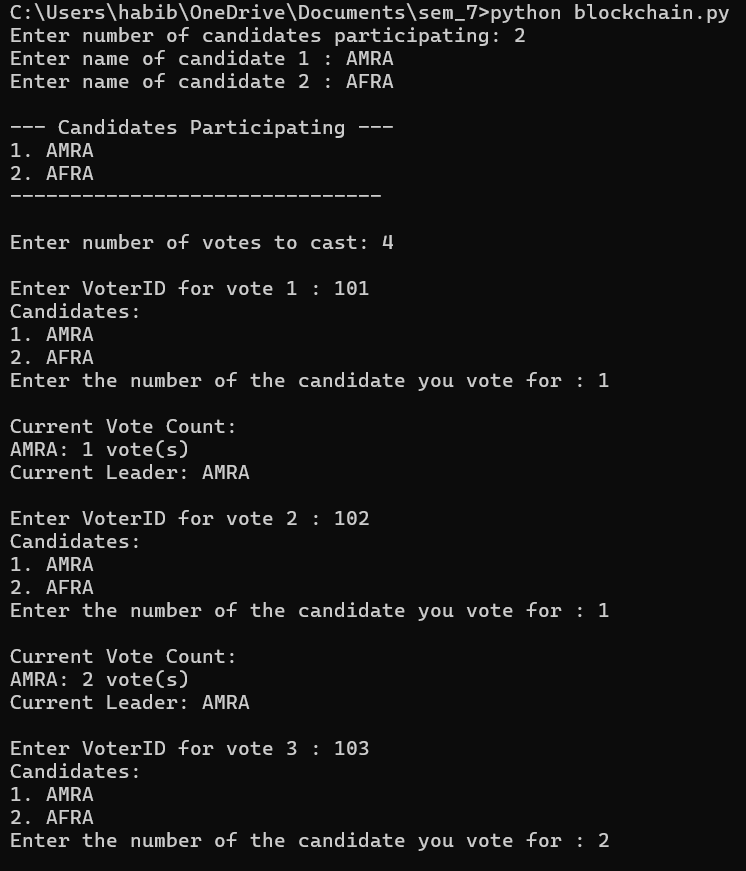 C:\Users\habib\OneDrive\Documents\sem_7>python blockchain.py
Enter number of candidates participating: 2
Enter name of candidate 1 : AMRA
Enter name of candidate 2 : AFRA
--- Candidates Participating ---
1. AMRA
2. AFRA
-------------------------------
Enter number of votes to cast: 4
Enter VoterID for vote 1 : 101
Candidates:
1. AMRA
2. AFRA
Enter the number of the candidate you vote for : 1
Current Vote Count:
AMRA: 1 vote(s)
Current Leader: AMRA
Enter VoterID for vote 2 : 102
Candidates:
1. AMRA
2. AFRA
Enter the number of the candidate you vote for : 1
Current Vote Count:
AMRA: 2 vote(s)
Current Leader: AMRA
Enter VoterID for vote 3 : 103
Candidates:
1. AMRA
2. AFRA
Enter the number of the candidate you vote for : 2